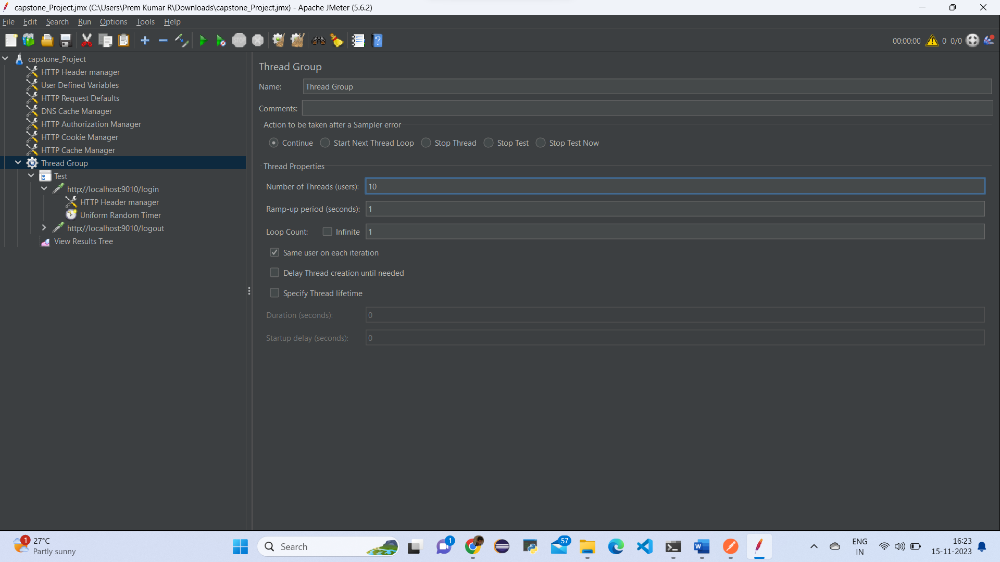 capstone_Project.jmx (C:\Users\Prem Kumar R\Downloads\capstone_Project.jmx) - Apache JMeter (5.6.2)
File Edit Search Run Options Tools Help
STOP
00:00:00 0 0/0
capstone_Project
HTTP Header manager
User Defined Variables
HTTP Request Defaults
DNS Cache Manager
HTTP Authorization Manager
HTTP Cookie Manager
HTTP Cache Manager
Thread Group
Test
http://localhost:9010/login
HTTP Header manager
Uniform Random Timer
http://localhost:9010/logout
View Results Tree
Thread Group
Name: Thread Group
Comments:
Action to be taken after a Sampler error
Continue Start Next Thread Loop Stop Thread Stop Test Stop Test Now
Thread Properties
Number of Threads (users): 10
Ramp-up period (seconds): 1
Loop Count: Infinite 1
Same user on each iteration
Delay Thread creation until needed
Specify Thread lifetime
Duration (seconds): 0
Startup delay (seconds): 0
1 27°C
Partly sunny
Search
1
57
ENG
IN
16:23
15-11-2023